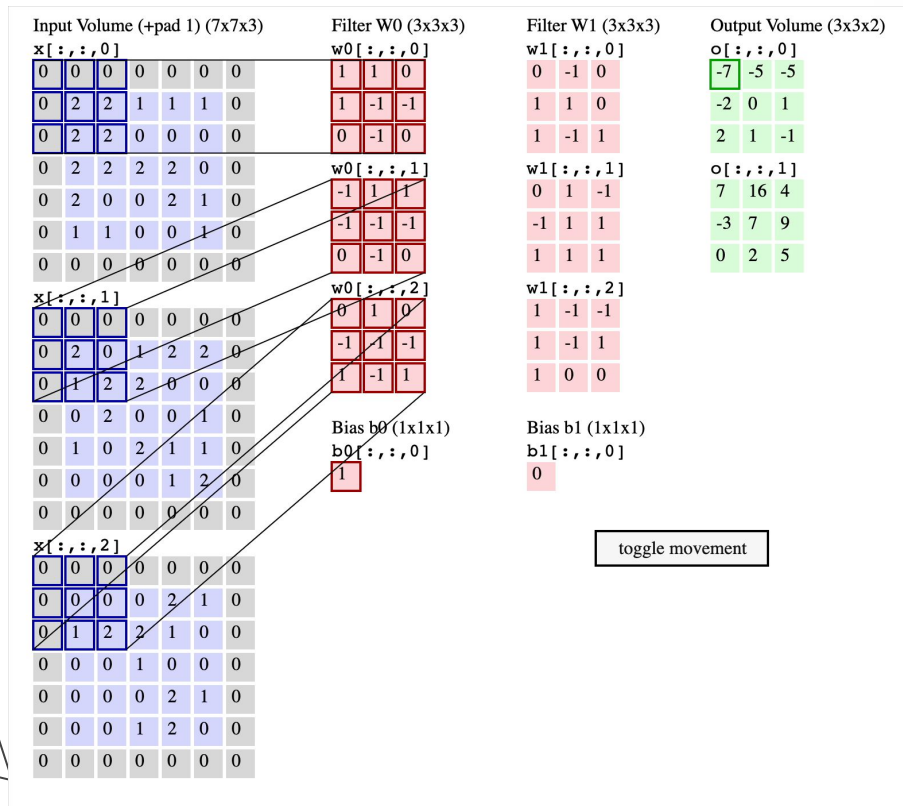 Input Volume (+pad 1) (7x7x3)
x[:,:,0]
0 0 0 0 0 0 0
0 2 2 1 1 1 0
0 2 2 0 0 0 0
0 2 2 2 2 0 0
0 2 0 0 2 1 0
0 1 1 0 0 1 0
0 0 0 0 0 0 0
x[:,:,1]
0 0 0 0 0 0 0
0 2 0 1 2 2 0
0 1 2 2 0 0 0
0 0 2 0 0 1 0
0 1 0 2 1 1 0
0 0 0 0 1 2 0
0 0 0 0 0 0 0
x[:,:,2]
0 0 0 0 0 0 0
0 0 0 0 2 1 0
0 1 2 2 1 0 0
0 0 0 1 0 0 0
0 0 0 0 2 1 0
0 0 0 1 2 0 0
0 0 0 0 0 0 0
Filter W0 (3x3x3)
w0[:,:,0]
1 1 0
1 -1 -1
0 -1 0
w0[:,:,1]
-1 1 1
-1 -1 -1
0 -1 0
w0[:,:,2]
0 1 0
-1 -1 -1
1 -1 1
Bias b0 (1x1x1)
b0[:,:,0]
1
Filter W1 (3x3x3)
w1[:,:,0]
0 -1 0
1 1 0
1 -1 1
w1[:,:,1]
0 1 -1
-1 1 1
1 1 1
w1[:,:,2]
1 -1 -1
1 -1 1
1 0 0
Bias b1 (1x1x1)
b1[:,:,0]
0
Output Volume (3x3x2)
o[:,:,0]
-7 -5 -5
-2 0 1
2 1 -1
o[:,:,1]
7 16 4
-3 7 9
0 2 5
toggle movement